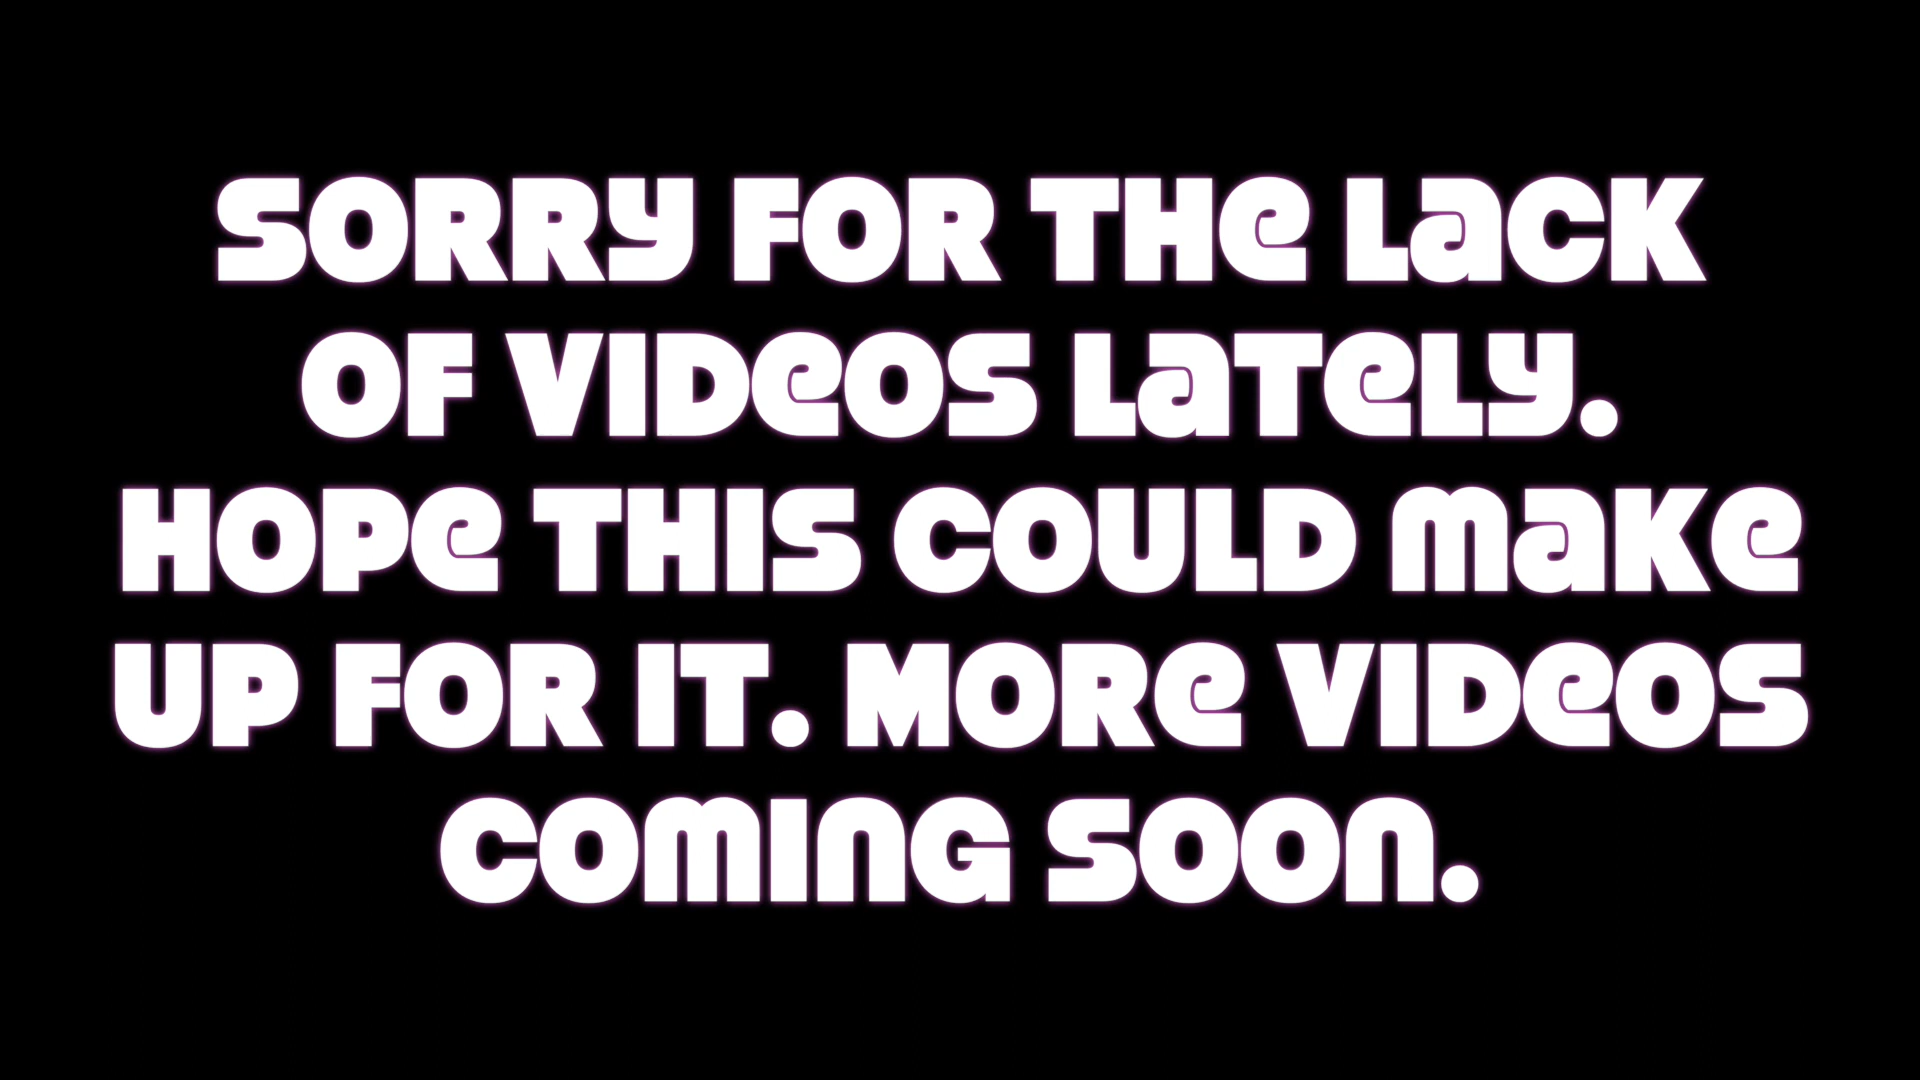 Sorry for the lack
of videos lately.
Hope this could make
up for it. More videos
coming soon.